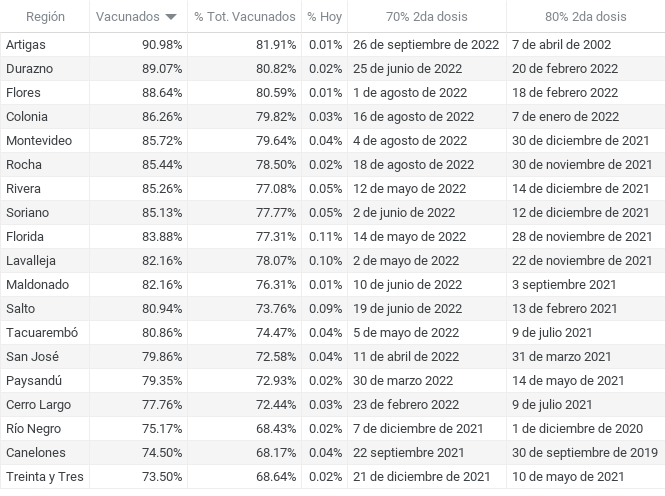 Región Vacunados % Tot. Vacunados % Hoy 70% 2da dosis 80% 2da dosis
Artigas 90.98% 81.91% 0.01% 26 de septiembre de 2022 7 de abril de 2002
Durazno 89.07% 80.82% 0.02% 25 de junio de 2022 20 de febrero 2022
Flores 88.64% 80.59% 0.01% 1 de agosto de 2022 18 de febrero 2022
Colonia 86.26% 79.82% 0.03% 16 de agosto de 2022 7 de enero de 2022
Montevideo 85.72% 79.64% 0.04% 4 de agosto de 2022 30 de diciembre de 2021
Rocha 85.44% 78.50% 0.02% 18 de agosto de 2022 30 de noviembre de 2021
Rivera 85.26% 77.08% 0.05% 12 de mayo de 2022 14 de diciembre de 2021
Soriano 85.13% 77.77% 0.05% 2 de junio de 2022 12 de diciembre de 2021
Florida 83.88% 77.31% 0.11% 14 de mayo de 2022 28 de noviembre de 2021
Lavalleja 82.16% 78.07% 0.10% 2 de mayo de 2022 22 de noviembre de 2021
Maldonado 82.16% 76.31% 0.01% 10 de junio de 2022 3 septiembre 2021
Salto 80.94% 73.76% 0.09% 19 de junio de 2022 13 de febrero 2021
Tacuarembó 80.86% 74.47% 0.04% 5 de mayo de 2022 9 de julio 2021
San José 79.86% 72.58% 0.04% 11 de abril de 2022 31 de marzo 2021
Paysandú 79.35% 72.93% 0.02% 30 de marzo 2022 14 de mayo de 2021
Cerro Largo 77.76% 72.44% 0.03% 23 de febrero 2022 9 de julio 2021
Río Negro 75.17% 68.43% 0.02% 7 de diciembre de 2021 1 de diciembre de 2020
Canelones 74.50% 68.17% 0.04% 22 septiembre 2021 30 de septiembre de 2019
Treinta y Tres 73.50% 68.64% 0.02% 21 de diciembre de 2021 10 de mayo de 2021